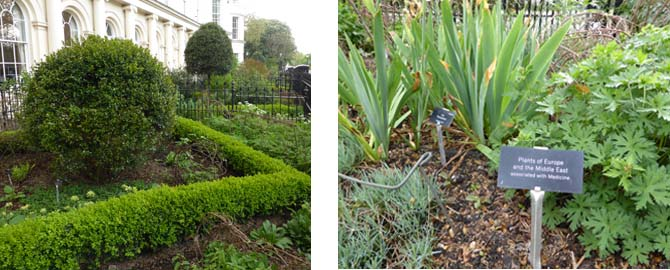 Plants of Europe
and the Middle East
associated with Medicine.